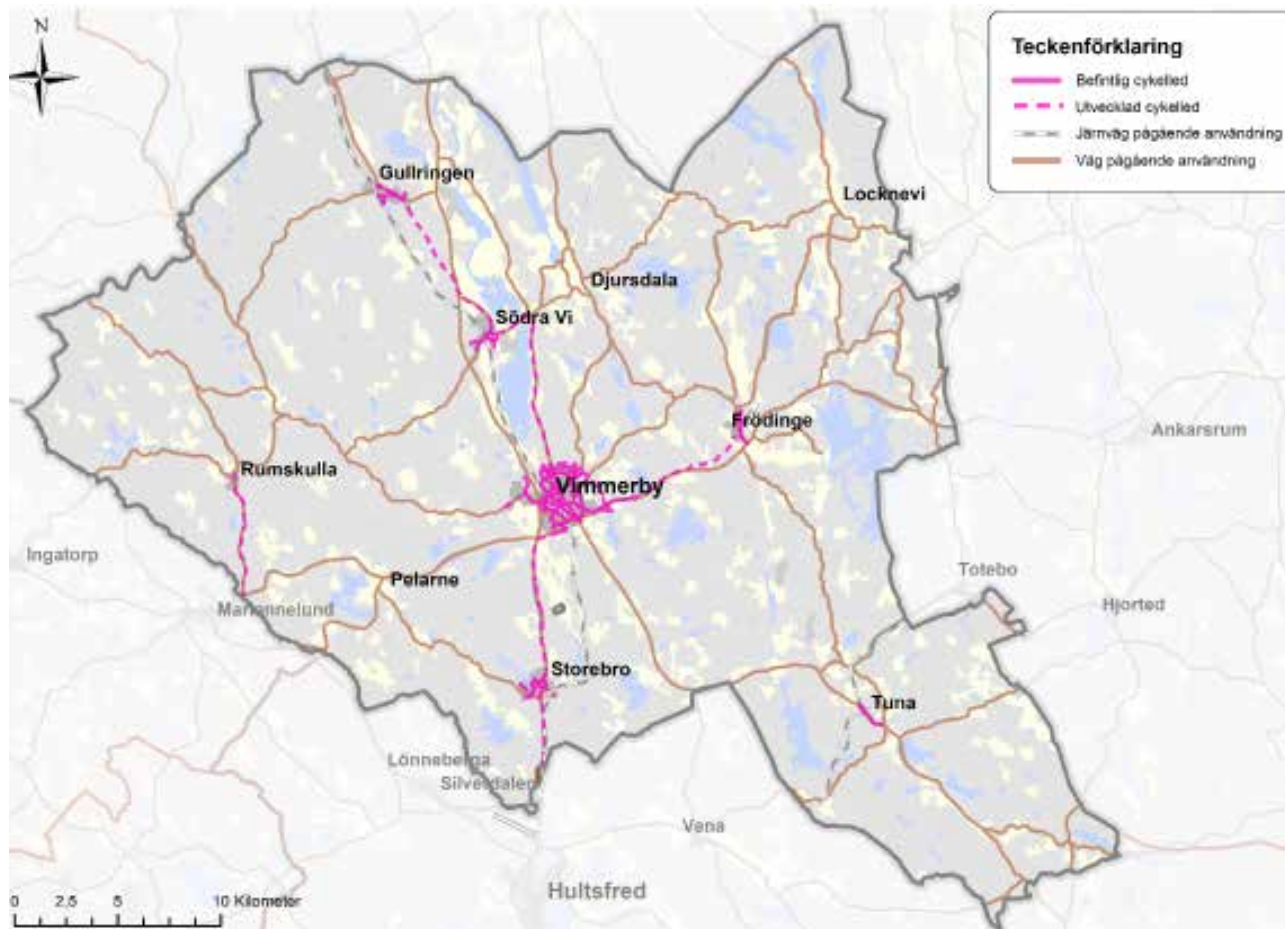 N
Teckenförklaring
Befintlig cykelled
Utvecklad cykelled
Järnväg pågående användning
Väg pågående användning
Gullringen
Locknevi
Djursdala
Södra Vi
Frödinge
Ankarsrum
Rumskulla
Vimmerby
Ingatorp
Pelarne
Totebo
Mariannelund
Hjorted
Storebro
Tuna
Lönneberga
Silverdalen
Vena
Hultsfred
0 2,5 5 10 Kilometer